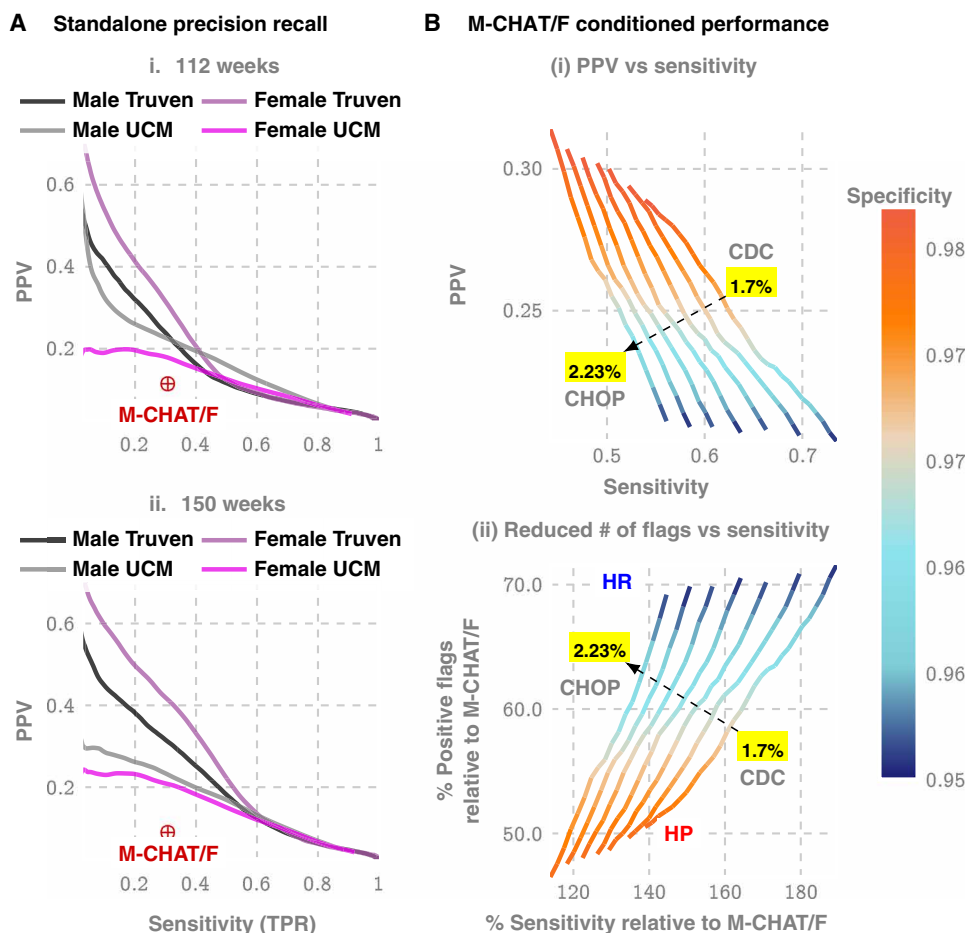 A Standalone precision recall
i. 112 weeks
Male Truven Female Truven
Male UCM Female UCM
PPV
0.6
0.4
0.2
M-CHAT/F
0.2 0.4 0.6 0.8 1
ii. 150 weeks
Male Truven Female Truven
Male UCM Female UCM
PPV
0.6
0.4
0.2
M-CHAT/F
0.2 0.4 0.6 0.8 1
Sensitivity (TPR)
B M-CHAT/F conditioned performance
(i) PPV vs sensitivity
PPV
0.30
0.25
CDC
1.7%
2.23%
CHOP
0.5 0.6 0.7
Sensitivity
(ii) Reduced # of flags vs sensitivity
% Positive flags
relative to M-CHAT/F
70.0
60.0
50.0
HR
2.23%
CHOP
1.7%
CDC
HP
120 140 160 180
% Sensitivity relative to M-CHAT/F
Specificity
0.98
0.97
0.97
0.96
0.96
0.95